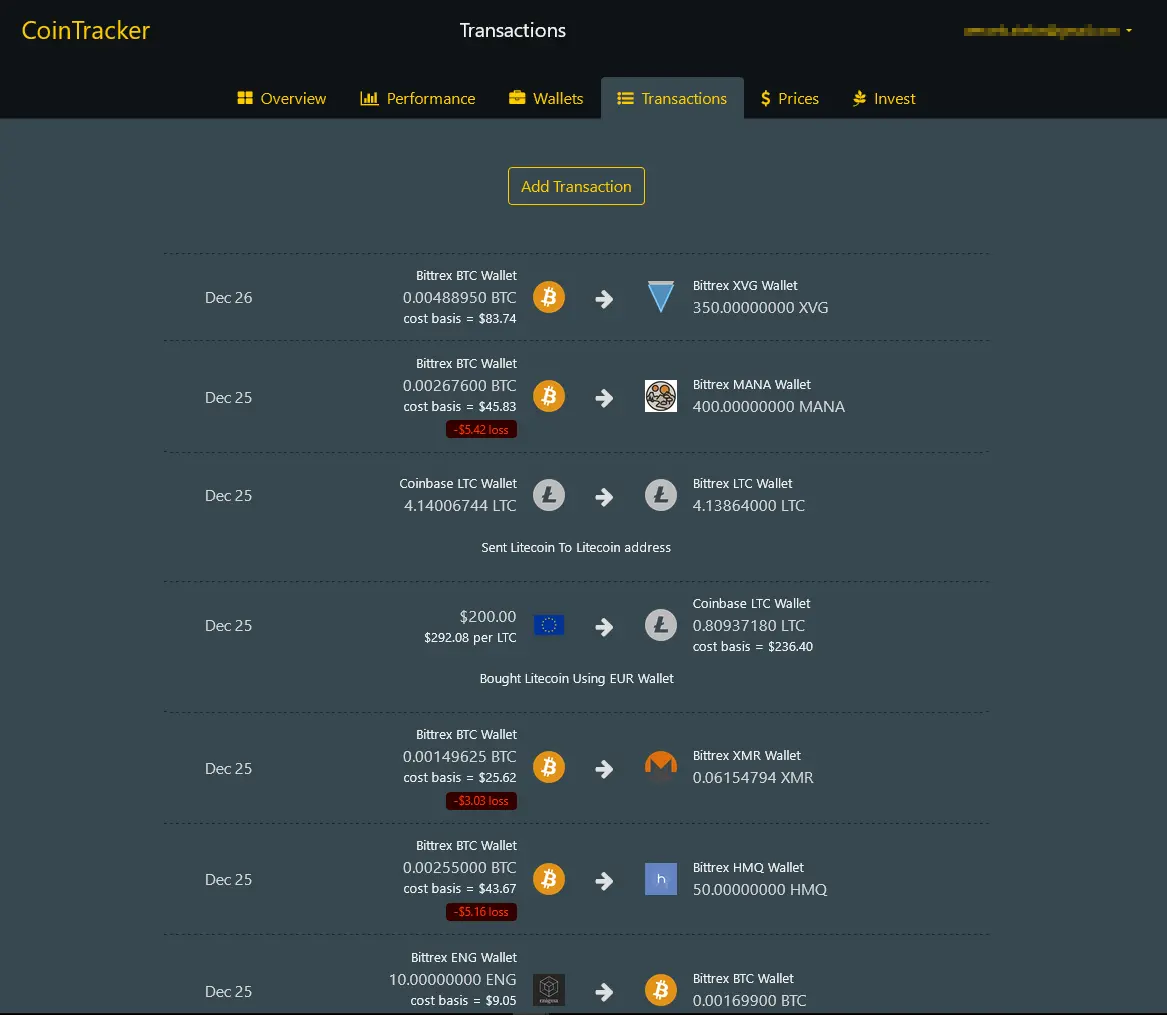 CoinTracker
Transactions
Overview
Performance
Wallets
Transactions
Prices
Invest
Add Transaction
Dec 26
Bittrex BTC Wallet
0.00488950 BTC
cost basis = $83.74
Bittrex XVG Wallet
350.00000000 XVG
Dec 25
Bittrex BTC Wallet
0.00267600 BTC
cost basis = $45.83
-$5.42 loss
Bittrex MANA Wallet
400.00000000 MANA
Dec 25
Coinbase LTC Wallet
4.14006744 LTC
Bittrex LTC Wallet
4.13864000 LTC
Sent Litecoin To Litecoin address
Dec 25
$200.00
$292.08 per LTC
Coinbase LTC Wallet
0.80937180 LTC
cost basis = $236.40
Bought Litecoin Using EUR Wallet
Dec 25
Bittrex BTC Wallet
0.00149625 BTC
cost basis = $25.62
-$3.03 loss
Bittrex XMR Wallet
0.06154794 XMR
Dec 25
Bittrex BTC Wallet
0.00255000 BTC
cost basis = $43.67
-$5.16 loss
h
Bittrex HMQ Wallet
50.00000000 HMQ
Dec 25
Bittrex ENG Wallet
10.00000000 ENG
cost basis = $9.05
Bittrex BTC Wallet
0.00169900 BTC